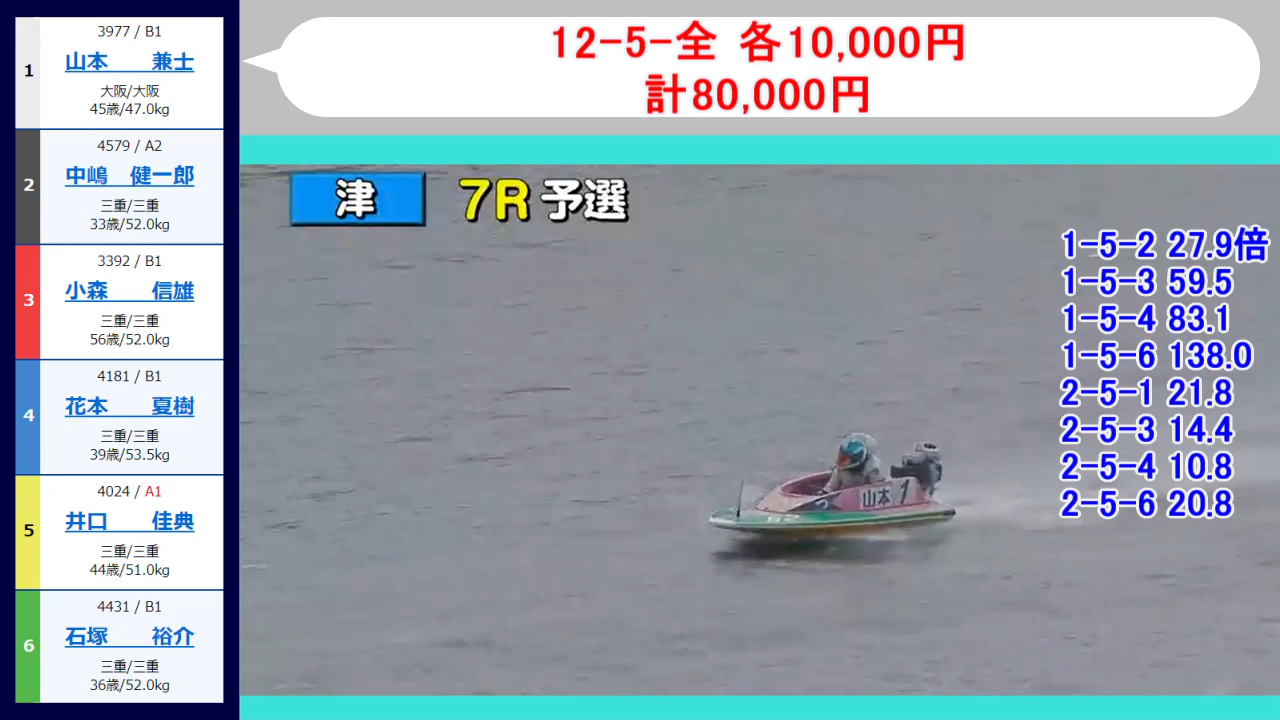 3977 / B1
1
山本 兼士
大阪/大阪
45歳/47.0kg
4579 / A2
2
中嶋 健一郎
三重/三重
33歳/52.0kg
3392 / B1
3
小森 信雄
三重/三重
56歳/52.0kg
4181 / B1
4
花本 夏樹
三重/三重
39歳/53.5kg
4024 / A1
5
井口 佳典
三重/三重
44歳/51.0kg
4431 / B1
6
石塚 裕介
三重/三重
36歳/52.0kg
12-5-全 各10,000円
計80,000円
津 7R 予選
1-5-2 27.9倍
1-5-3 59.5
1-5-4 83.1
1-5-6 138.0
2-5-1 21.8
2-5-3 14.4
2-5-4 10.8
2-5-6 20.8
山本 1